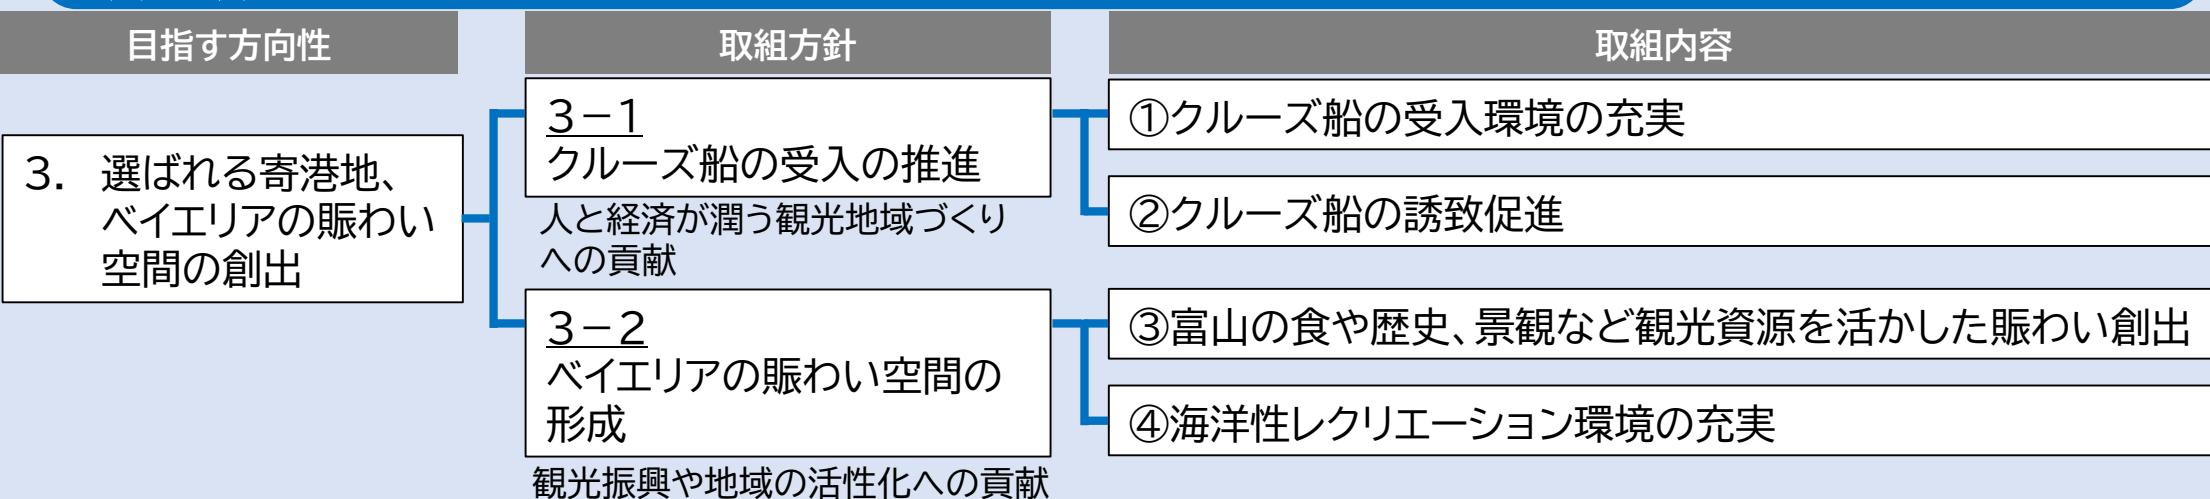 目指す方向性
取組方針
取組内容
3. 選ばれる寄港地、
ベイエリアの賑わい
空間の創出
3－1
クルーズ船の受入の推進
人と経済が潤う観光地域づくり
への貢献
①クルーズ船の受入環境の充実
②クルーズ船の誘致促進
3－2
ベイエリアの賑わい空間の
形成
観光振興や地域の活性化への貢献
③富山の食や歴史、景観など観光資源を活かした賑わい創出
④海洋性レクリエーション環境の充実